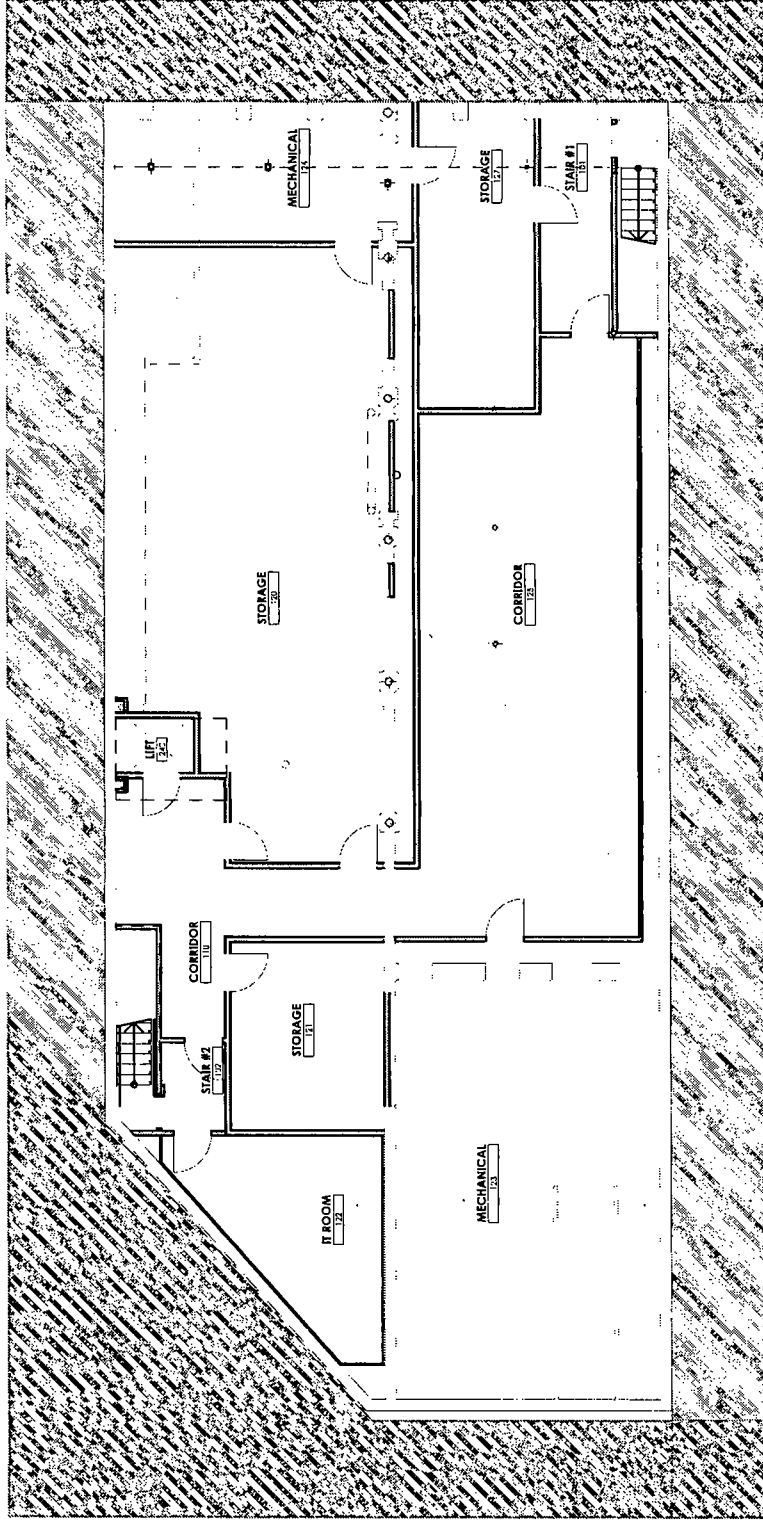 MECHANICAL
124
STORAGE
127
STAIR #1
STORAGE
120
CORRIDOR
125
LIFT
CORRIDOR
110
STORAGE
121
STAIR #2
IT ROOM
122
MECHANICAL
123